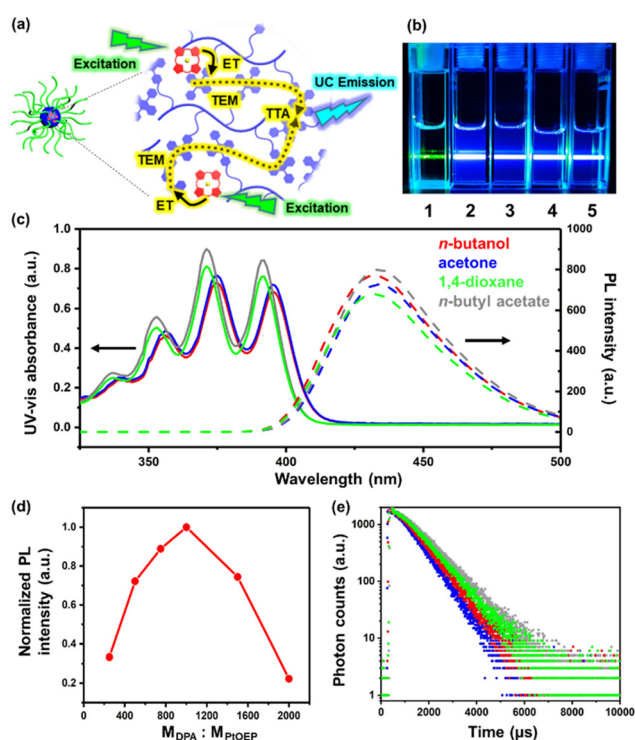 (a)
Excitation
ET
TEM
UC Emission
TTA
TEM
ET
Excitation
(b)
1 2 3 4 5
(c)
UV-vis absorbance (a.u.)
1.0
0.8
0.6
0.4
0.2
0.0
n-butanol
acetone
1,4-dioxane
n-butyl acetate
1000
800
600
400
200
0
PL intensity (a.u.)
350 400 450 500
Wavelength (nm)
(d)
Normalized PL
intensity (a.u.)
1.0
0.8
0.6
0.4
0.2
0 400 800 1200 1600 2000
MDPA : MPtOEP
(e)
Photon counts (a.u.)
1000
100
10
1
0 2000 4000 6000 8000 10000
Time (μs)